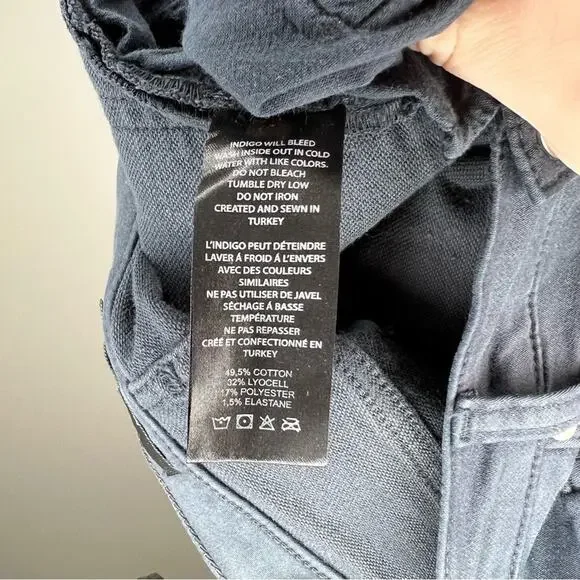 INDIGO WILL BLEED
WASH INSIDE OUT IN COLD
WATER WITH LIKE COLORS.
DO NOT BLEACH
TUMBLE DRY LOW
DO NOT IRON
CREATED AND SEWN IN
TURKEY
L'INDIGO PEUT DÉTEINDRE
LAVER Á FROID Á L'ENVERS
AVEC DES COULEURS
SIMILAIRES
NE PAS UTILISER DE JAVEL
SÉCHAGE Á BASSE
TEMPÉRATURE
NE PAS REPASSER
CRÉÉ ET CONFECTIONNÉ EN
TURKEY
49,5% COTTON
32% LYOCELL
17% POLYESTER
1,5% ELASTANE